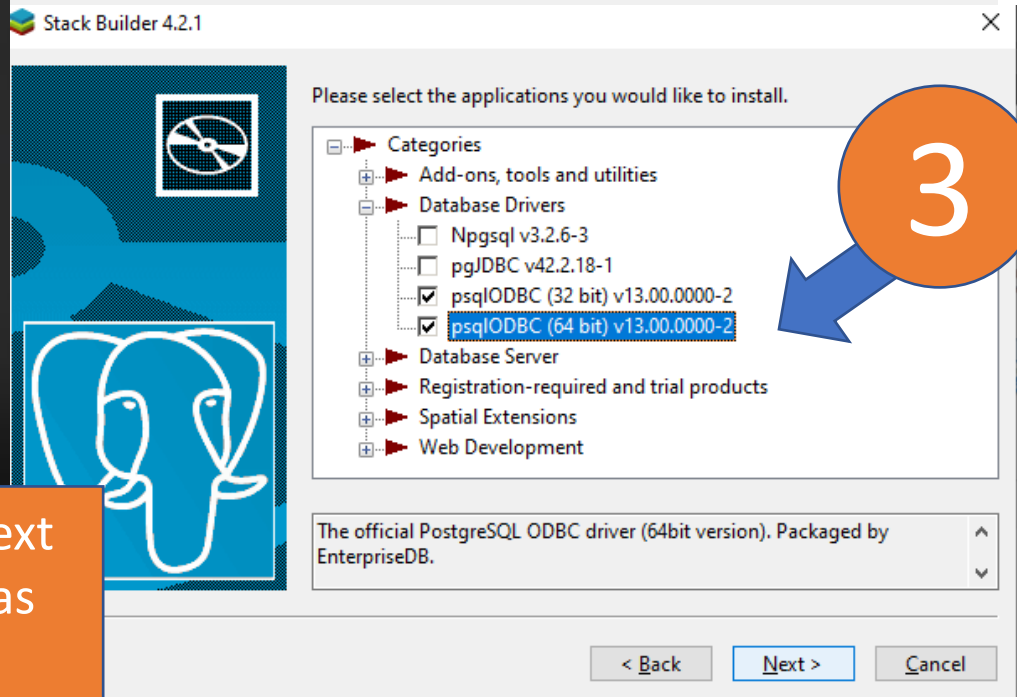 Stack Builder 4.2.1
Please select the applications you would like to install.
Categories
Add-ons, tools and utilities
Database Drivers
Npgsql v3.2.6-3
pgJDBC v42.2.18-1
psqlODBC (32 bit) v13.00.0000-2
psqlODBC (64 bit) v13.00.0000-2
Database Server
Registration-required and trial products
Spatial Extensions
Web Development
3
The official PostgreSQL ODBC driver (64bit version). Packaged by
EnterpriseDB.
ext
as
< Back
Next >
Cancel